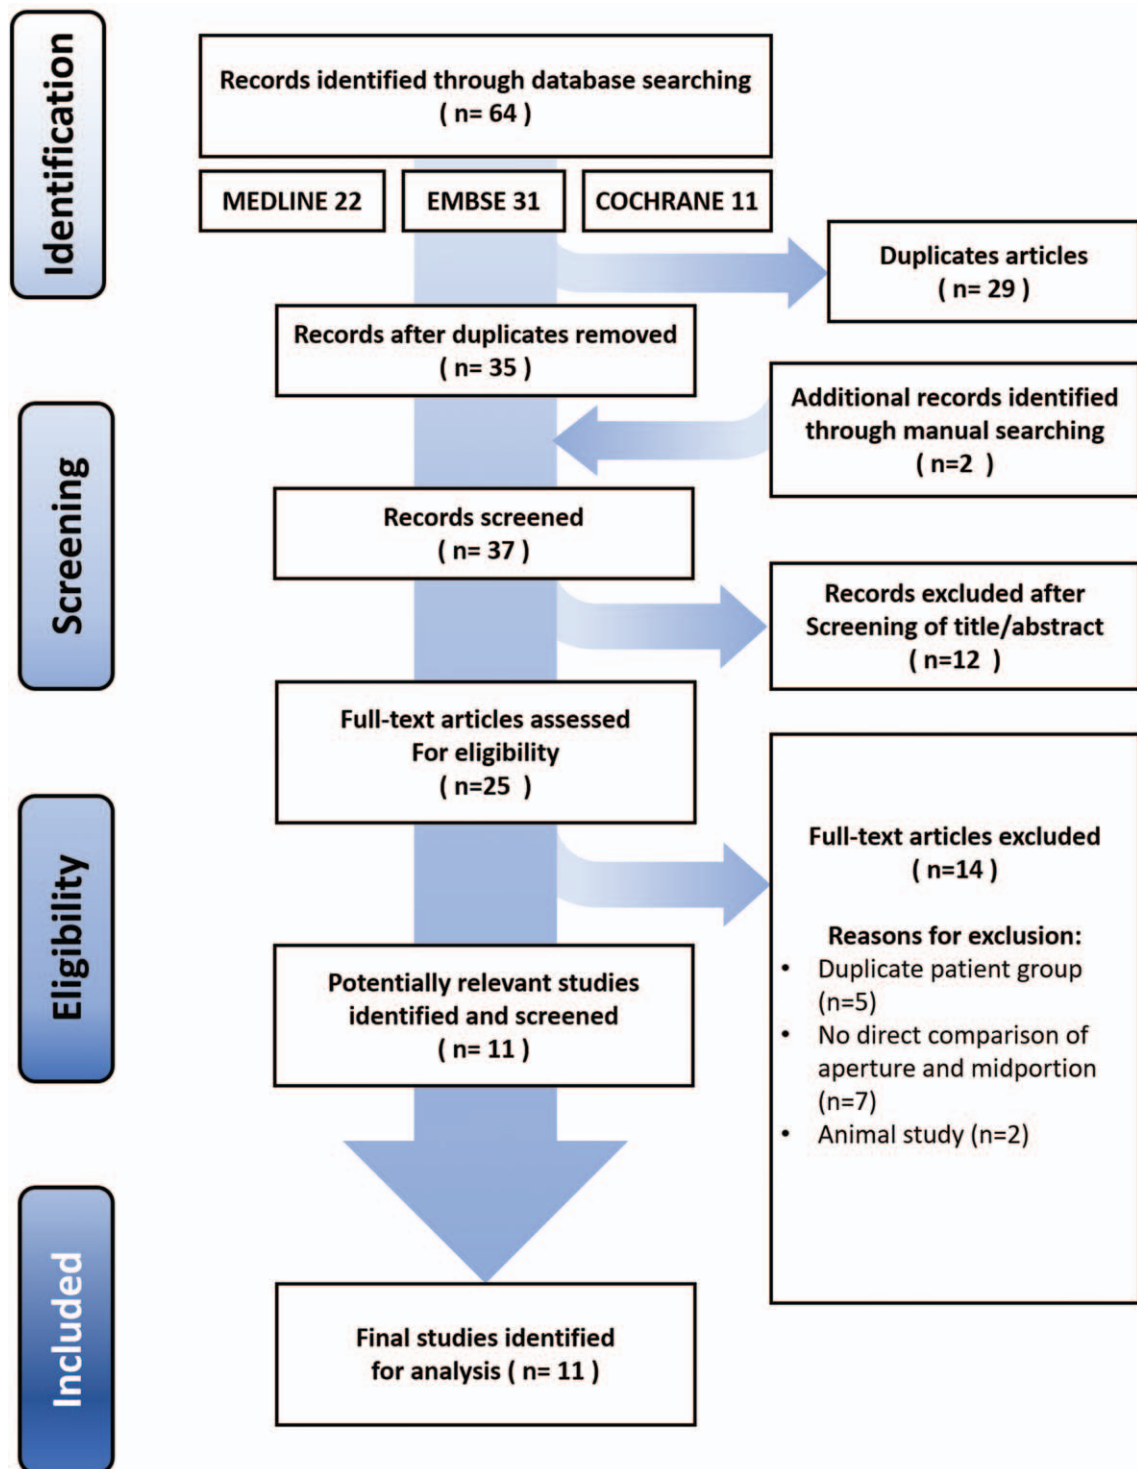 Identification
Records identified through database searching
( n= 64 )
MEDLINE 22
EMBSE 31
COCHRANE 11
Duplicates articles
( n= 29 )
Records after duplicates removed
( n= 35 )
Additional records identified
through manual searching
( n=2 )
Screening
Records screened
( n= 37 )
Records excluded after
Screening of title/abstract
( n=12 )
Full-text articles assessed
For eligibility
( n=25 )
Eligibility
Full-text articles excluded
( n=14 )
Reasons for exclusion:
• Duplicate patient group
(n=5)
• No direct comparison of
aperture and midportion
(n=7)
• Animal study (n=2)
Potentially relevant studies
identified and screened
( n= 11 )
Included
Final studies identified
for analysis ( n= 11 )